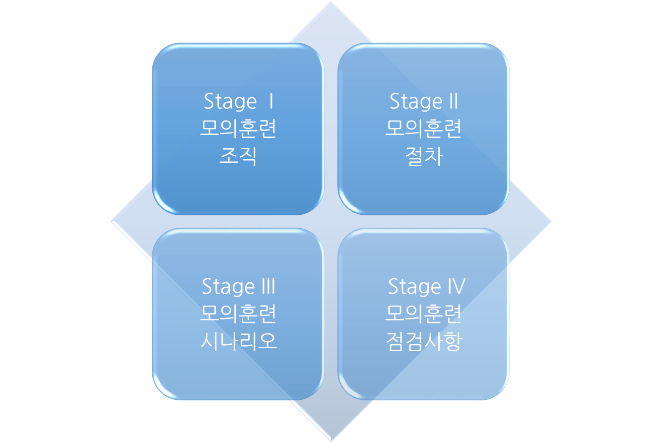 Stage I
모의훈련
조직
Stage II
모의훈련
절차
Stage III
모의훈련
시나리오
Stage IV
모의훈련
점검사항